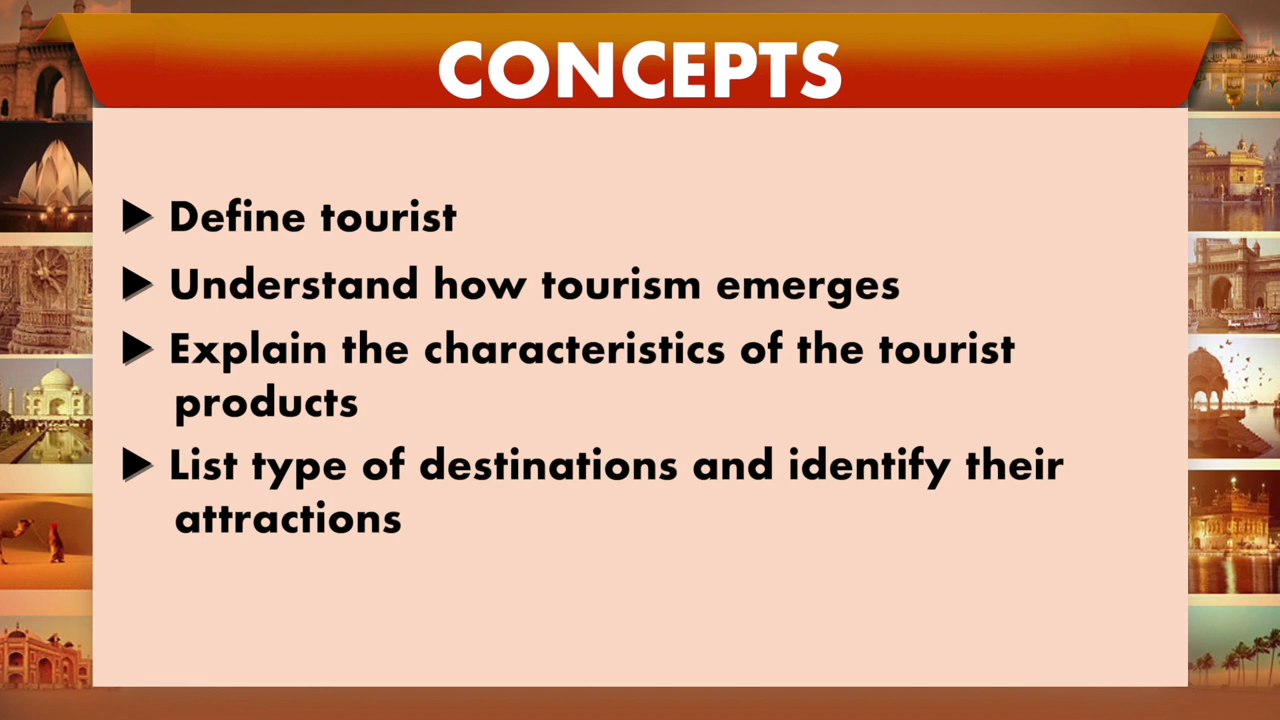 CONCEPTS
Define tourist
Understand how tourism emerges
Explain the characteristics of the tourist
products
List type of destinations and identify their
attractions